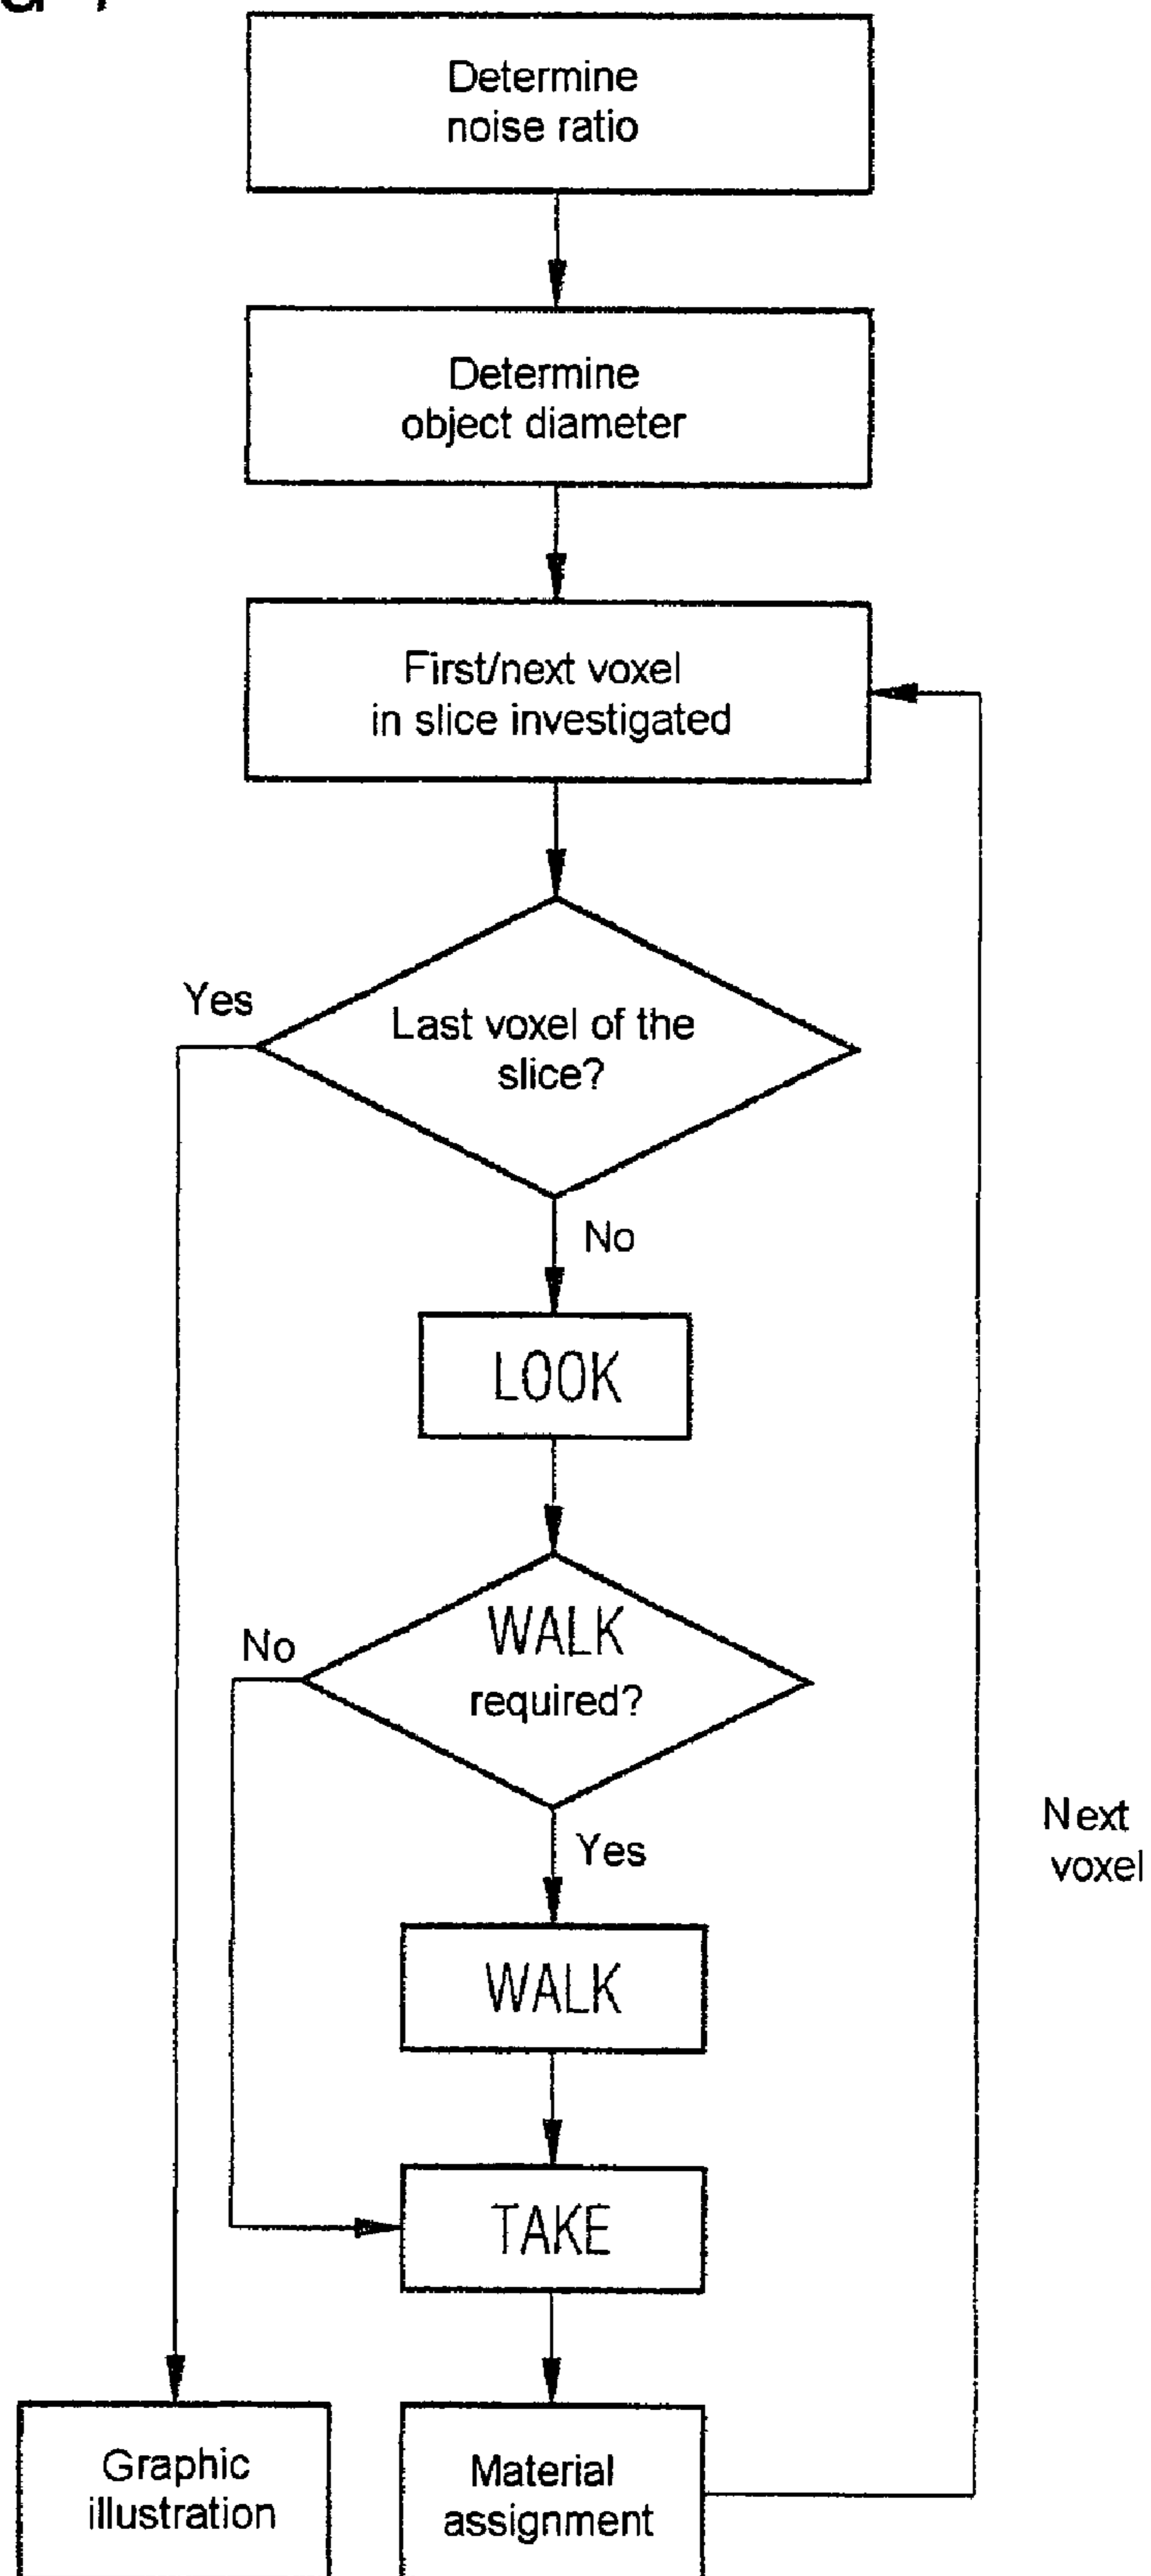 Determine
noise ratio
Determine
object diameter
First/next voxel
in slice investigated
Yes
Last voxel of the
slice?
No
LOOK
No
WALK
required?
Yes
Next
voxel
WALK
TAKE
Graphic
illustration
Material
assignment